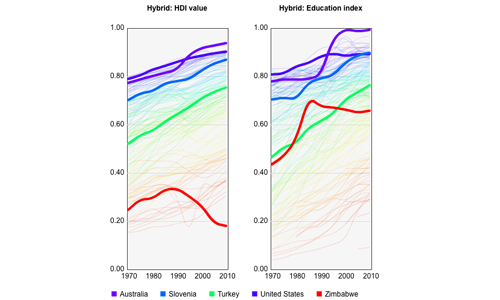 Hybrid: HDI value
Hybrid: Education index
1.00
0.80
0.60
0.40
0.20
0.00
1970 1980 1990 2000 2010
1.00
0.80
0.60
0.40
0.20
0.00
1970 1980 1990 2000 2010
Australia Slovenia Turkey United States Zimbabwe